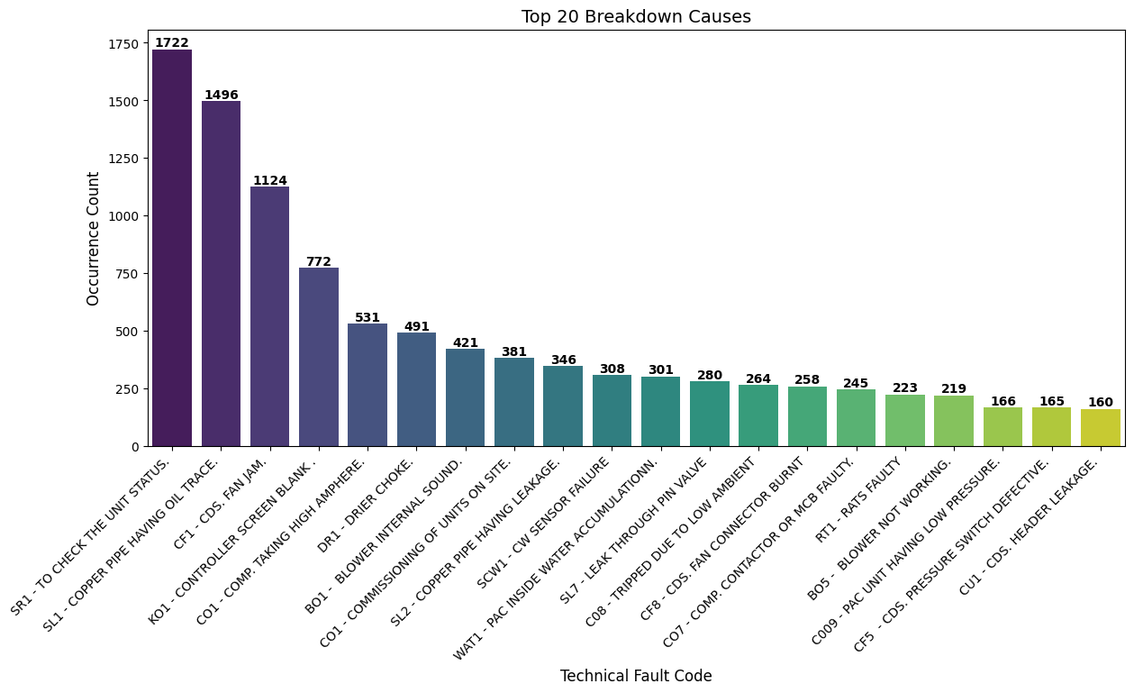 Top 20 Breakdown Causes
Occurrence Count
1750
1500
1250
1000
750
500
250
0
1722
1496
1124
772
531
491
421
381
346
308
301
280
264
258
245
223
219
166
165
160
SR1 - TO CHECK THE UNIT STATUS.
SL1 - COPPER PIPE HAVING OIL TRACE.
CF1 - CDS. FAN JAM.
KO1 - CONTROLLER SCREEN BLANK .
CO1 - COMP. TAKING HIGH AMPHERE.
DR1 - DRIER CHOKE.
BO1 -  BLOWER INTERNAL SOUND.
CO1 - COMMISSIONING OF UNITS ON SITE.
SL2 - COPPER PIPE HAVING LEAKAGE.
SCW1 - CW SENSOR FAILURE
WAT1 - PAC INSIDE WATER ACCUMULATIONN.
SL7 - LEAK THROUGH PIN VALVE
C08 - TRIPPED DUE TO LOW AMBIENT
CF8 - CDS. FAN CONNECTOR BURNT
CO7 - COMP. CONTACTOR OR MCB FAULTY.
RT1 - RATS FAULTY
BO5 -  BLOWER NOT WORKING.
C009 - PAC UNIT HAVING LOW PRESSURE.
CF5  - CDS. PRESSURE SWITCH DEFECTIVE.
CU1 - CDS. HEADER LEAKAGE.
Technical Fault Code